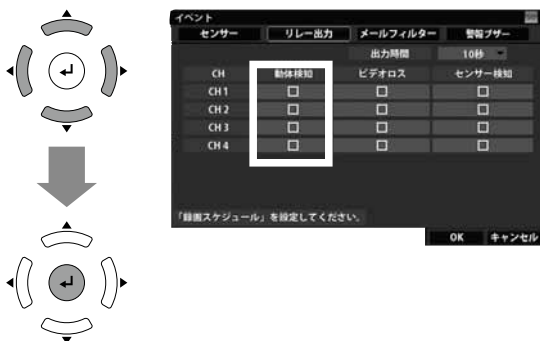 イベント
センサー リレー出力 メールフィルター 警報ブザー
出力時間 10秒
CH 動体検知 ビデオロス センサー検知
CH 1
CH 2
CH 3
CH 4
「録画スケジュール」を設定してください。
OK キャンセル